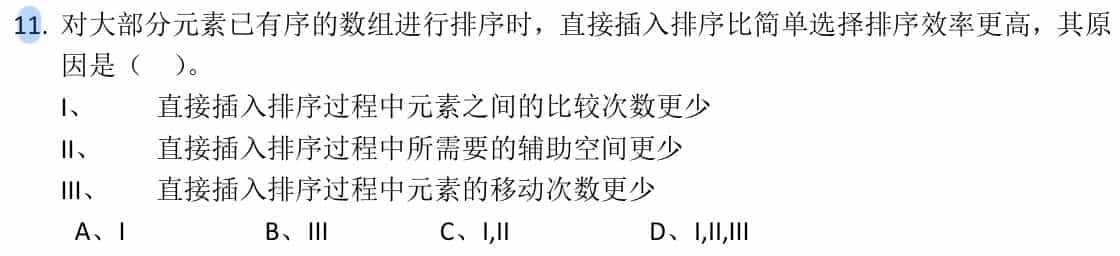 11. 对大部分元素已有序的数组进行排序时，直接插入排序比简单选择排序效率更高，其原
因是（ ）。
I、 直接插入排序过程中元素之间的比较次数更少
II、 直接插入排序过程中所需要的辅助空间更少
III、 直接插入排序过程中元素的移动次数更少
A、I B、III C、I,II D、I,II,III